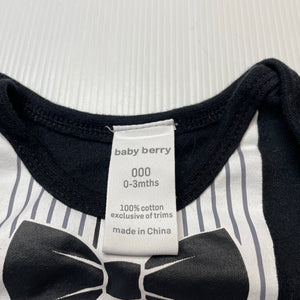 baby berry
000
0-3mths
100% cotton
exclusive of trims
made in China